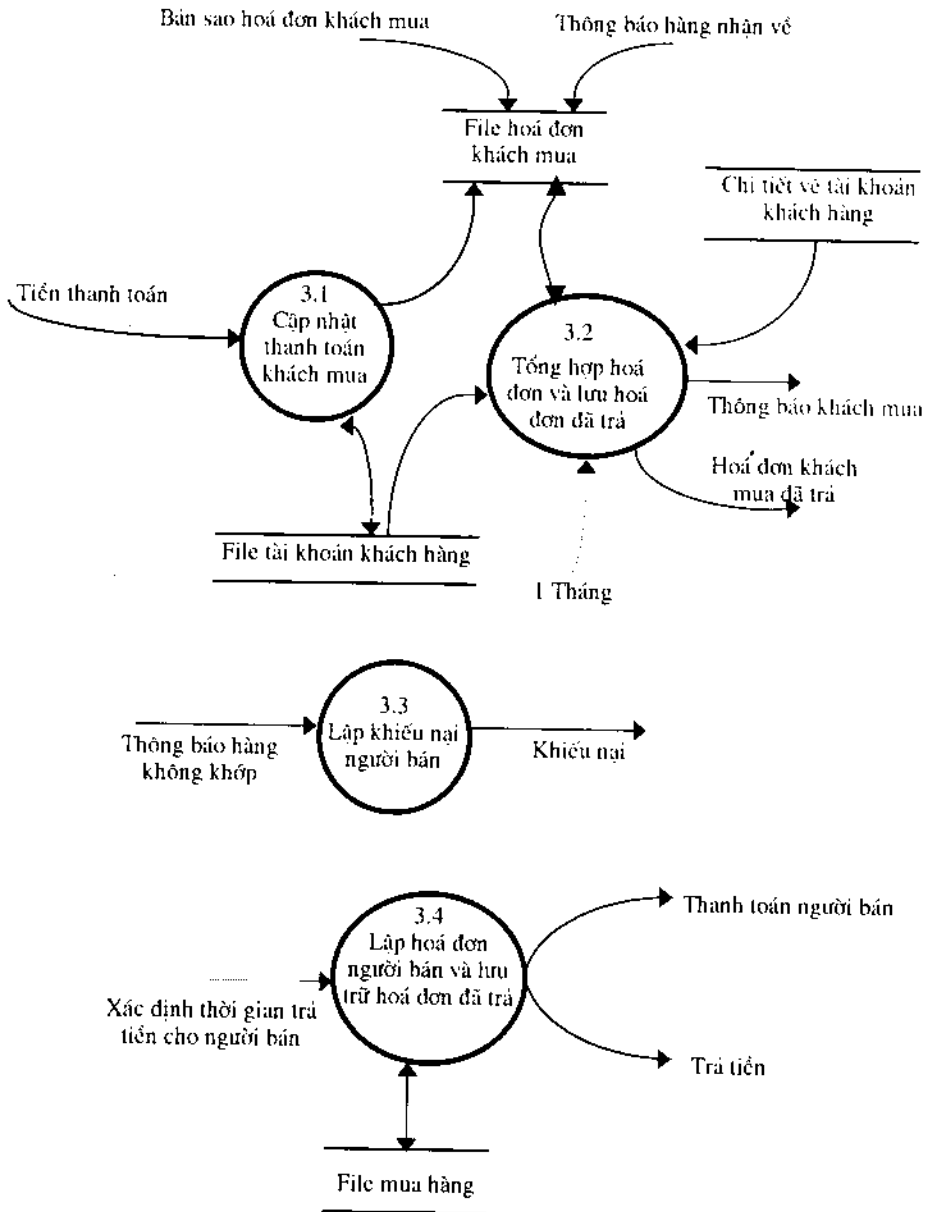 Bản sao hoá đơn khách mua
Thông báo hàng nhận về
File hoá đơn
khách mua
Chi tiết về tài khoản
khách hàng
Tiền thanh toán
3.1
Cập nhật
thanh toán
khách mua
3.2
Tổng hợp hoá
đơn và lưu hoá
đơn đã trả
Thông báo khách mua
Hoá đơn khách
mua đã trả
File tài khoản khách hàng
1 Tháng
3.3
Lập khiếu nại
người bán
Thông báo hàng
không khớp
Khiếu nại
3.4
Lập hoá đơn
người bán và lưu
trữ hoá đơn đã trả
Xác định thời gian trả
tiền cho người bán
Thanh toán người bán
Trả tiền
File mua hàng